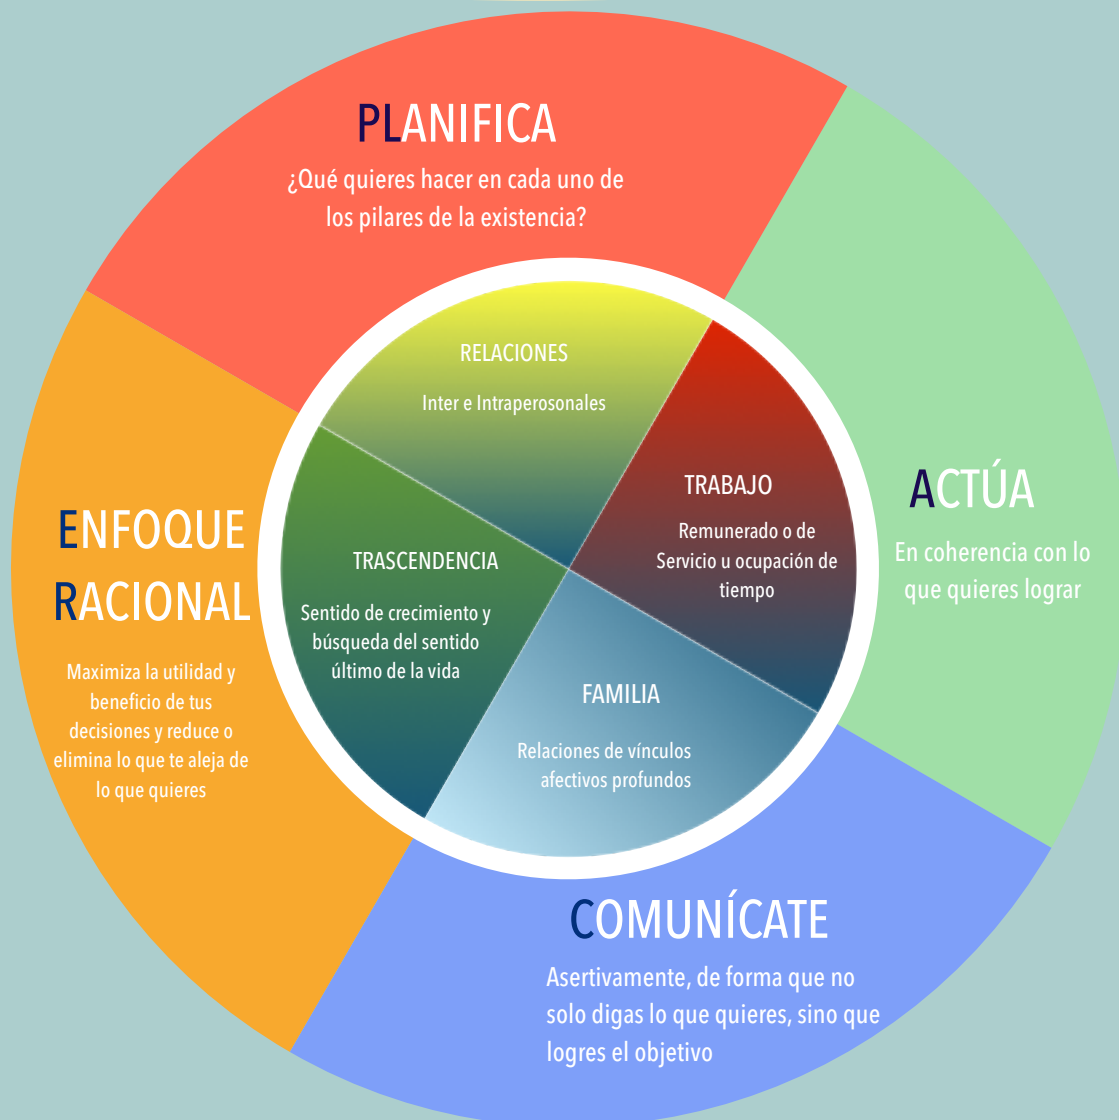 PLANIFICA
¿Qué quieres hacer en cada uno de
los pilares de la existencia?
RELACIONES
Inter e Intraperosonales
TRABAJO
Remunerado o de
Servicio u ocupación de
tiempo
ACTÚA
En coherencia con lo
que quieres lograr
ENFOQUE
RACIONAL
Maximiza la utilidad y
beneficio de tus
decisiones y reduce o
elimina lo que te aleja de
lo que quieres
TRASCENDENCIA
Sentido de crecimiento y
búsqueda del sentido
último de la vida
FAMILIA
Relaciones de vínculos
afectivos profundos
COMUNÍCATE
Asertivamente, de forma que no
solo digas lo que quieres, sino que
logres el objetivo